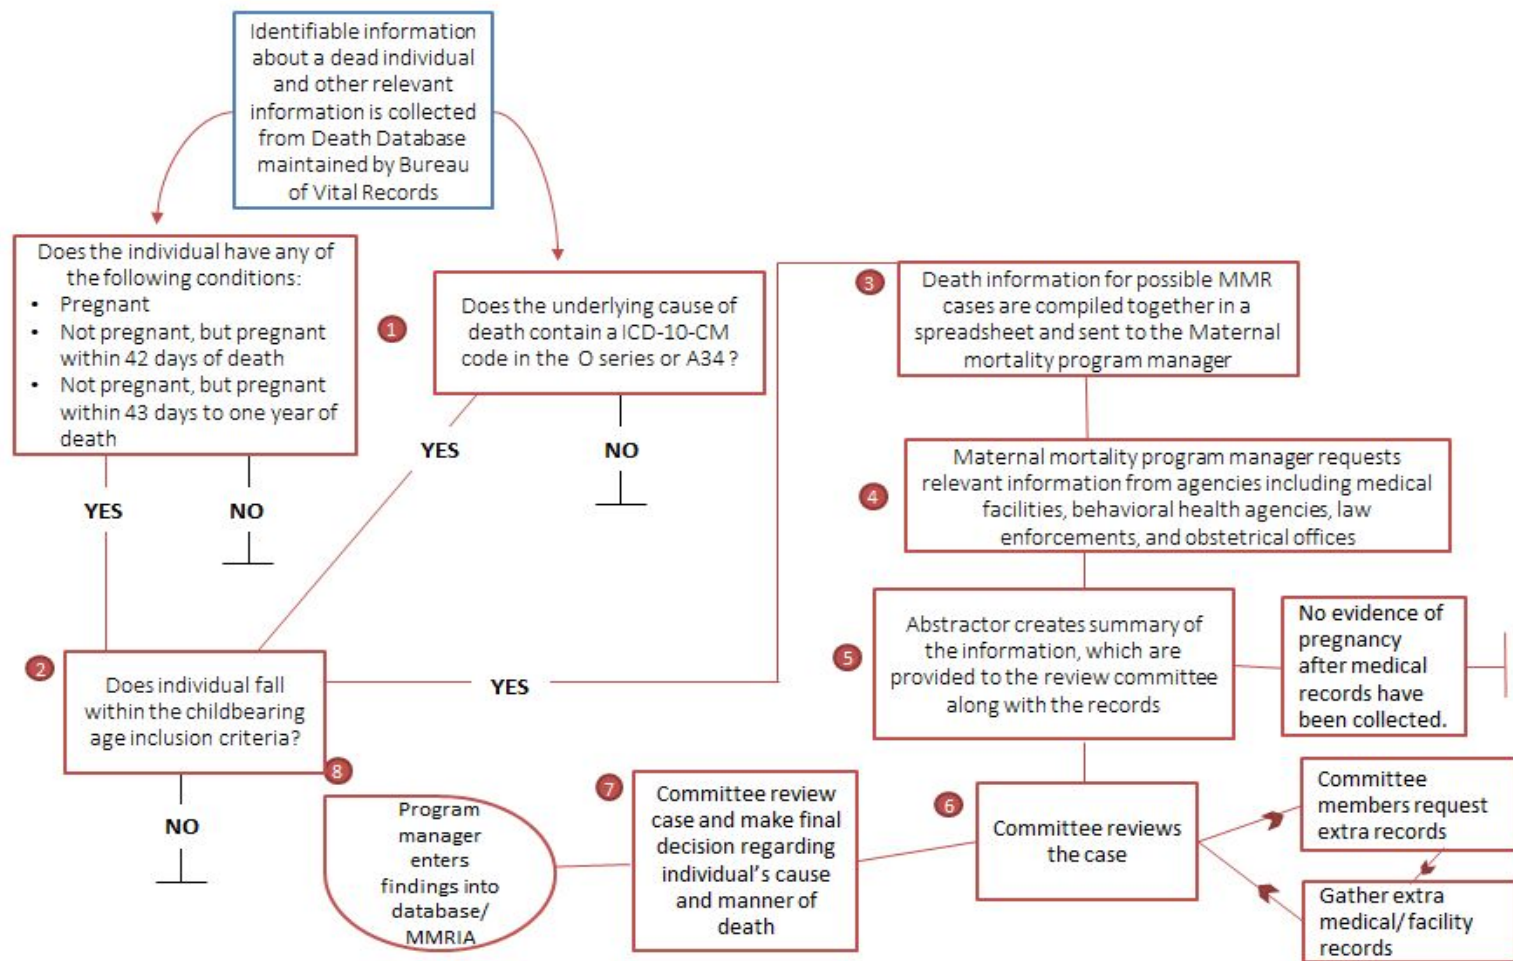 Identifiable information
about a dead individual
and other relevant
information is collected
from Death Database
maintained by Bureau
of Vital Records
Does the individual have any of
the following conditions:
• Pregnant
• Not pregnant, but pregnant
within 42 days of death
• Not pregnant, but pregnant
within 43 days to one year of
death
YES
NO
1
Does the underlying cause of
death contain a ICD-10-CM
code in the O series or A34 ?
YES
NO
2
Does individual fall
within the childbearing
age inclusion criteria?
YES
NO
3
Death information for possible MMR
cases are compiled together in a
spreadsheet and sent to the Maternal
mortality program manager
4
Maternal mortality program manager requests
relevant information from agencies including medical
facilities, behavioral health agencies, law
enforcements, and obstetrical offices
5
Abstractor creates summary of
the information, which are
provided to the review committee
along with the records
No evidence of
pregnancy
after medical
records have
been collected.
6
Committee reviews
the case
Committee
members request
extra records
Gather extra
medical/ facility
records
7
Committee review
case and make final
decision regarding
individual's cause
and manner of
death
8
Program
manager
enters
findings into
database/
MMRIA